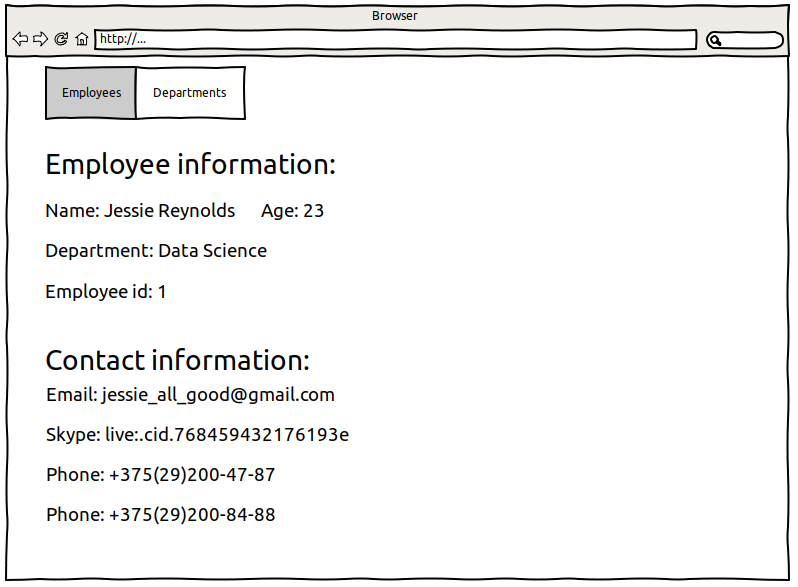 Browser
http://...
Employees Departments
Employee information:
Name: Jessie Reynolds Age: 23
Department: Data Science
Employee id: 1
Contact information:
Email: jessie_all_good@gmail.com
Skype: live:.cid.768459432176193e
Phone: +375(29)200-47-87
Phone: +375(29)200-84-88